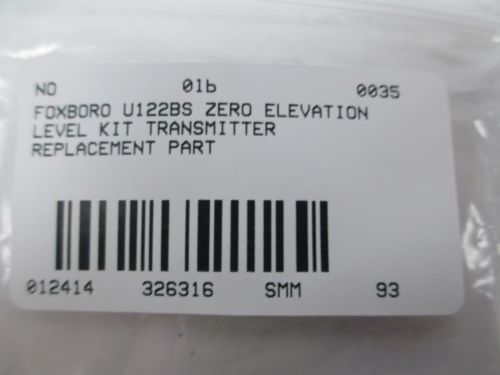 NO 01b 0035
FOXBORO U122BS ZERO ELEVATION
LEVEL KIT TRANSMITTER
REPLACEMENT PART
012414 326316 SMM 93